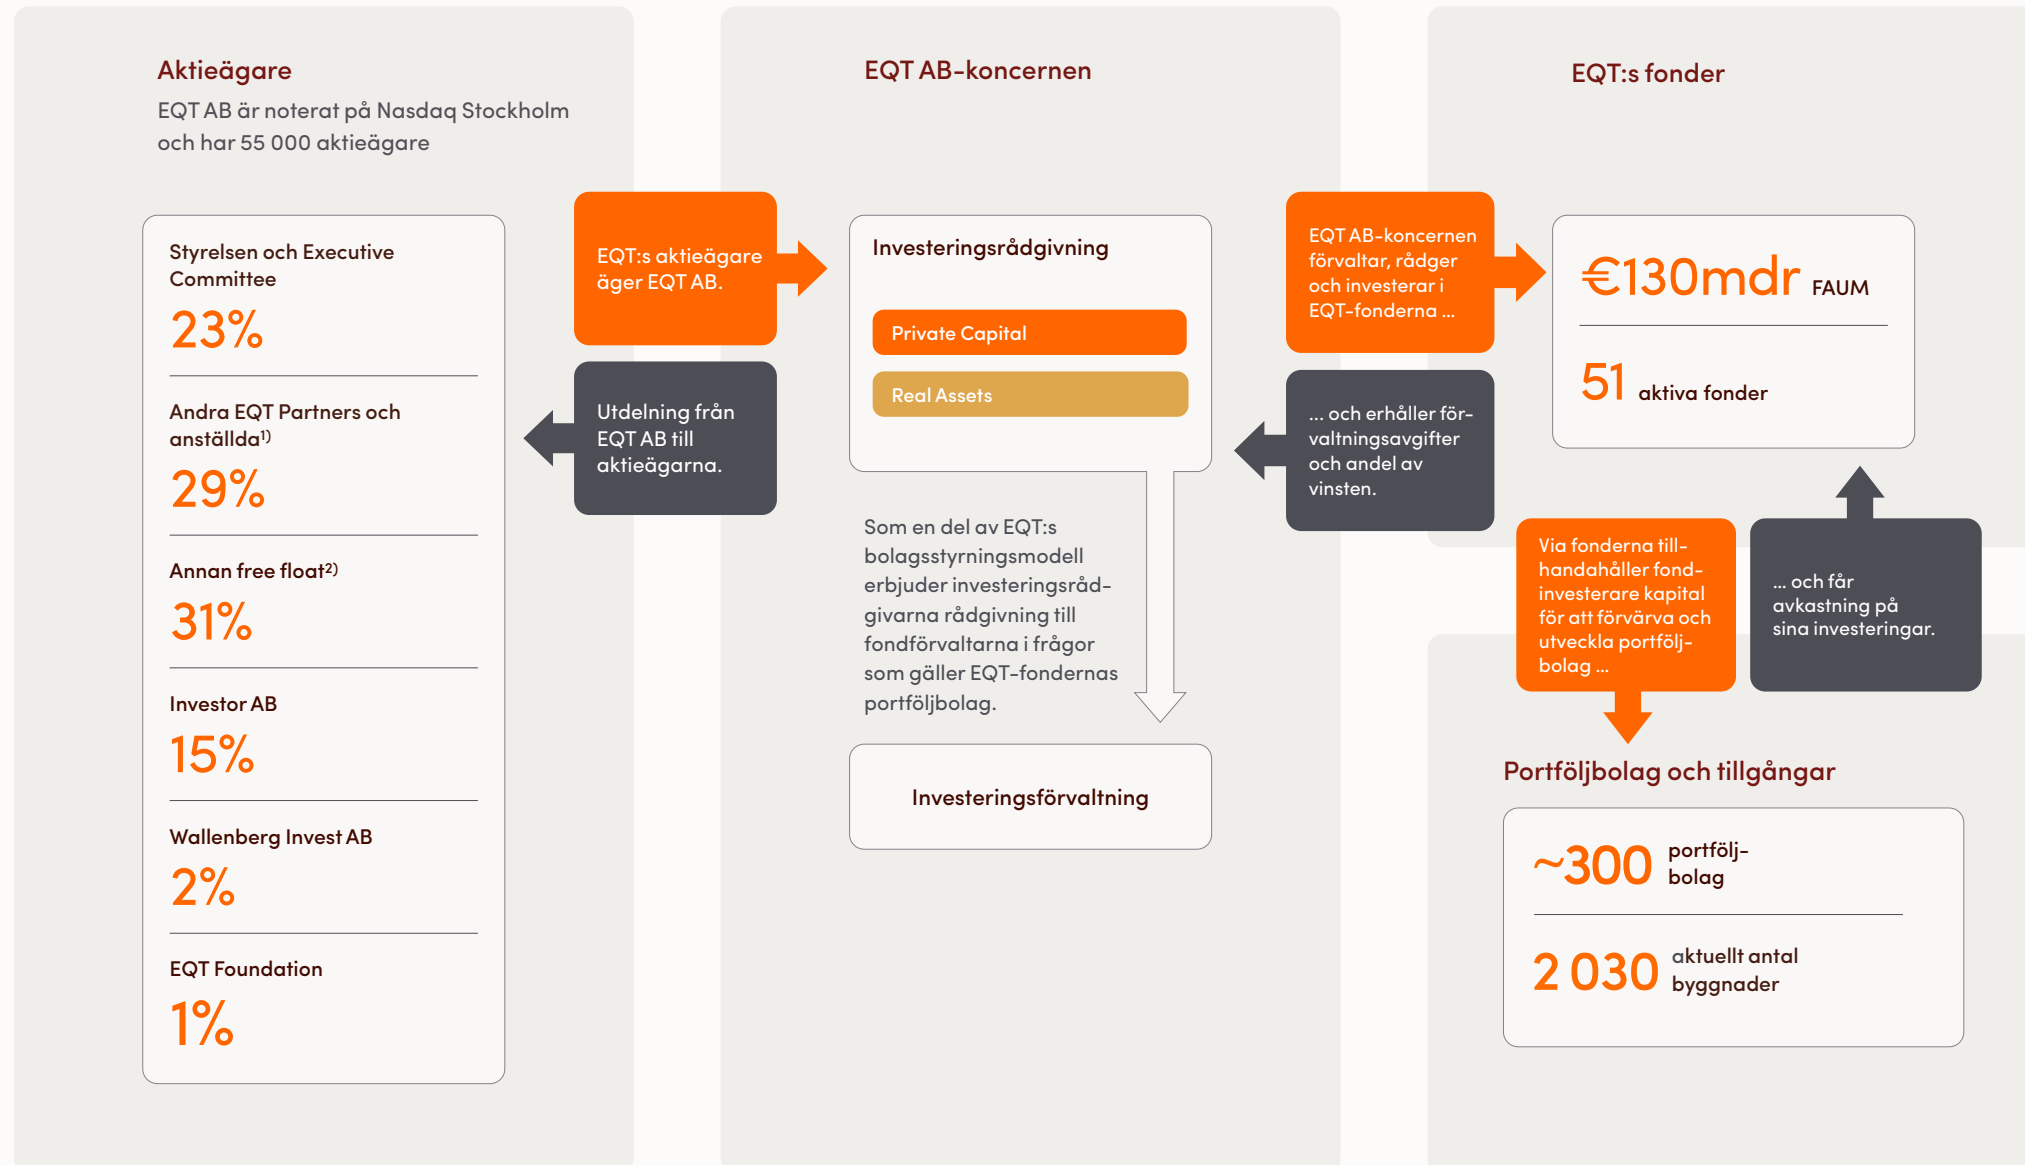 Aktieägare
EQT AB är noterat på Nasdaq Stockholm
och har 55 000 aktieägare
Styrelsen och Executive
Committee
23%
Andra EQT Partners och
anställda1)
29%
Annan free float2)
31%
Investor AB
15%
Wallenberg Invest AB
2%
EQT Foundation
1%
EQT:s aktieägare
äger EQT AB.
Utdelning från
EQT AB till
aktieägarna.
EQT AB-koncernen
Investeringsrådgivning
Private Capital
Real Assets
Som en del av EQT:s
bolagsstyrningsmodell
erbjuder investeringsråd-
givarna rådgivning till
fondförvaltarna i frågor
som gäller EQT-fondernas
portföljbolag.
Investeringsförvaltning
EQT AB-koncernen
förvaltar, rådger
och investerar i
EQT-fonderna ...
... och erhåller för-
valtningsavgifter
och andel av
vinsten.
EQT:s fonder
€130mdr FAUM
51 aktiva fonder
Via fonderna till-
handahåller fond-
investerare kapital
för att förvärva och
utveckla portfölj-
bolag ...
... och får
avkastning på
sina investeringar.
Portföljbolag och tillgångar
~300 portfölj-
bolag
2 030 aktuellt antal
byggnader